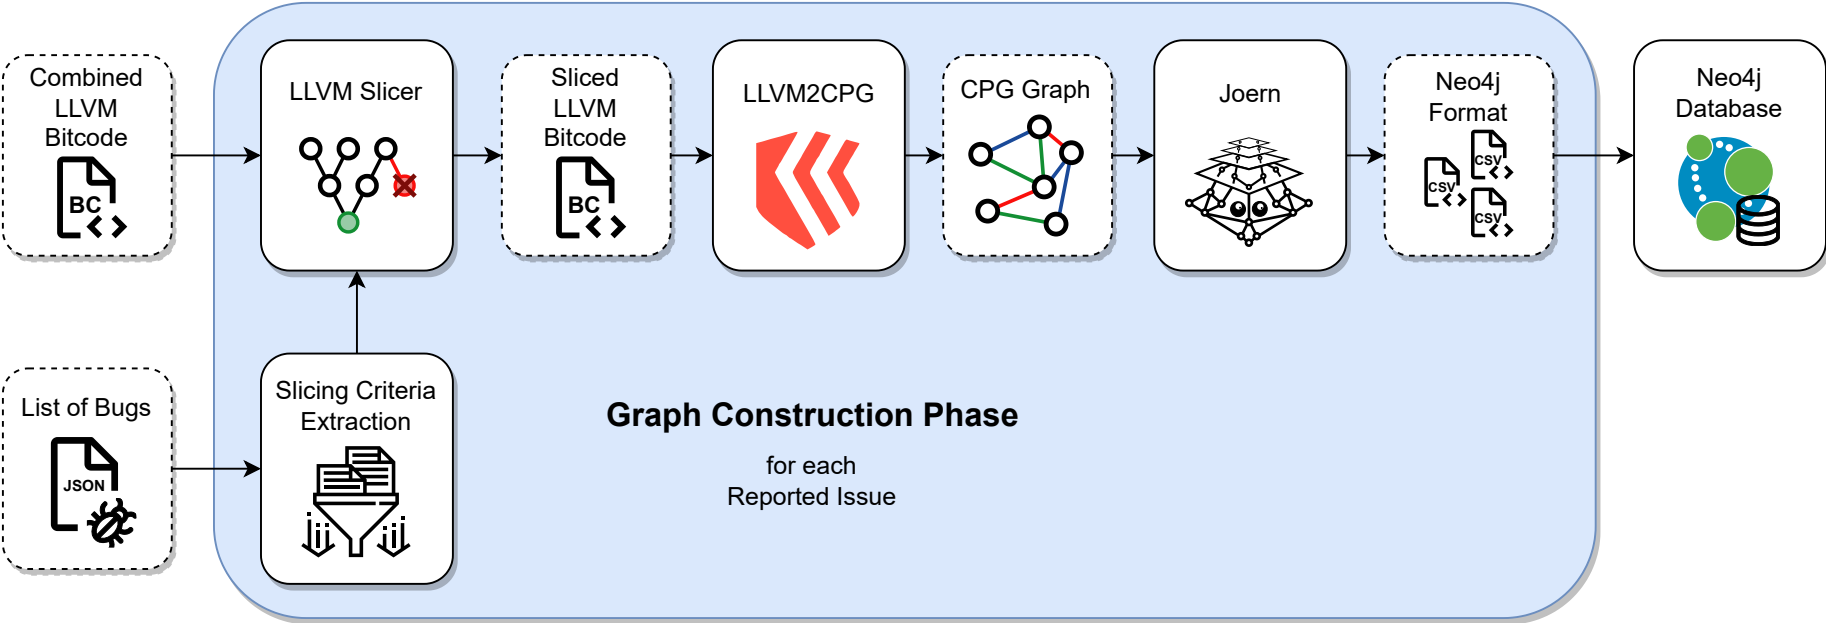 Combined
LLVM
Bitcode
BC
LLVM Slicer
Sliced
LLVM
Bitcode
BC
LLVM2CPG
CPG Graph
Joern
Neo4j
Format
CSV
CSV
CSV
Neo4j
Database
List of Bugs
JSON
Slicing Criteria
Extraction
Graph Construction Phase
for each
Reported Issue